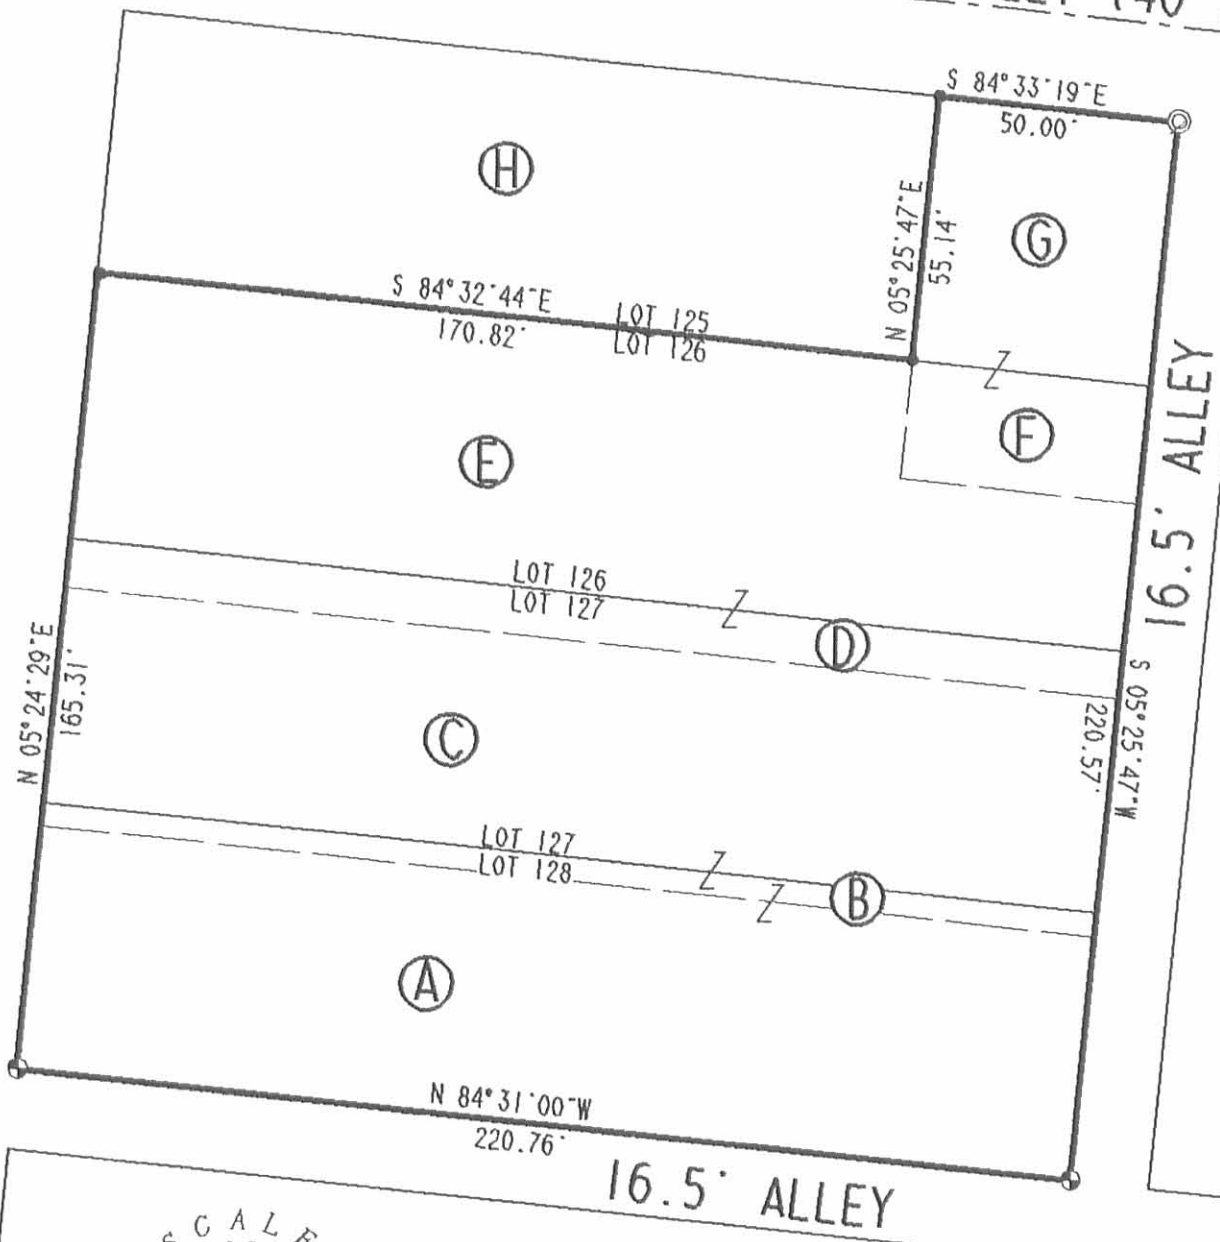 S 84°33'19"E
50.00'
H
G
N 05°25'47"E
55.14'
S 84°32'44"E
170.82'
LOT 125
LOT 126
Z
F
E
16.5' ALLEY
LOT 126
LOT 127
Z
D
N 05°24'29"E
165.31'
S 05°25'47"W
220.57'
C
LOT 127
LOT 128
Z
Z
B
A
N 84°31'00"W
220.76'
16.5' ALLEY